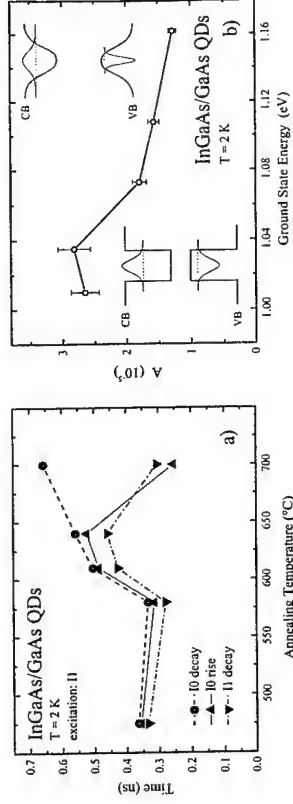 InGaAs/GaAs QDs
T = 2 K
excitation: I1
a)
I0 decay
I0 rise
I1 decay
0.7
0.6
0.5
0.4
0.3
0.2
0.1
0.0
Time (ns)
500
550
600
650
700
Annealing Temperature (°C)
b)
CB
VB
CB
VB
InGaAs/GaAs QDs
T = 2 K
3
2
1
0
A (10⁻³)
1.00
1.04
1.08
1.12
1.16
Ground State Energy (eV)